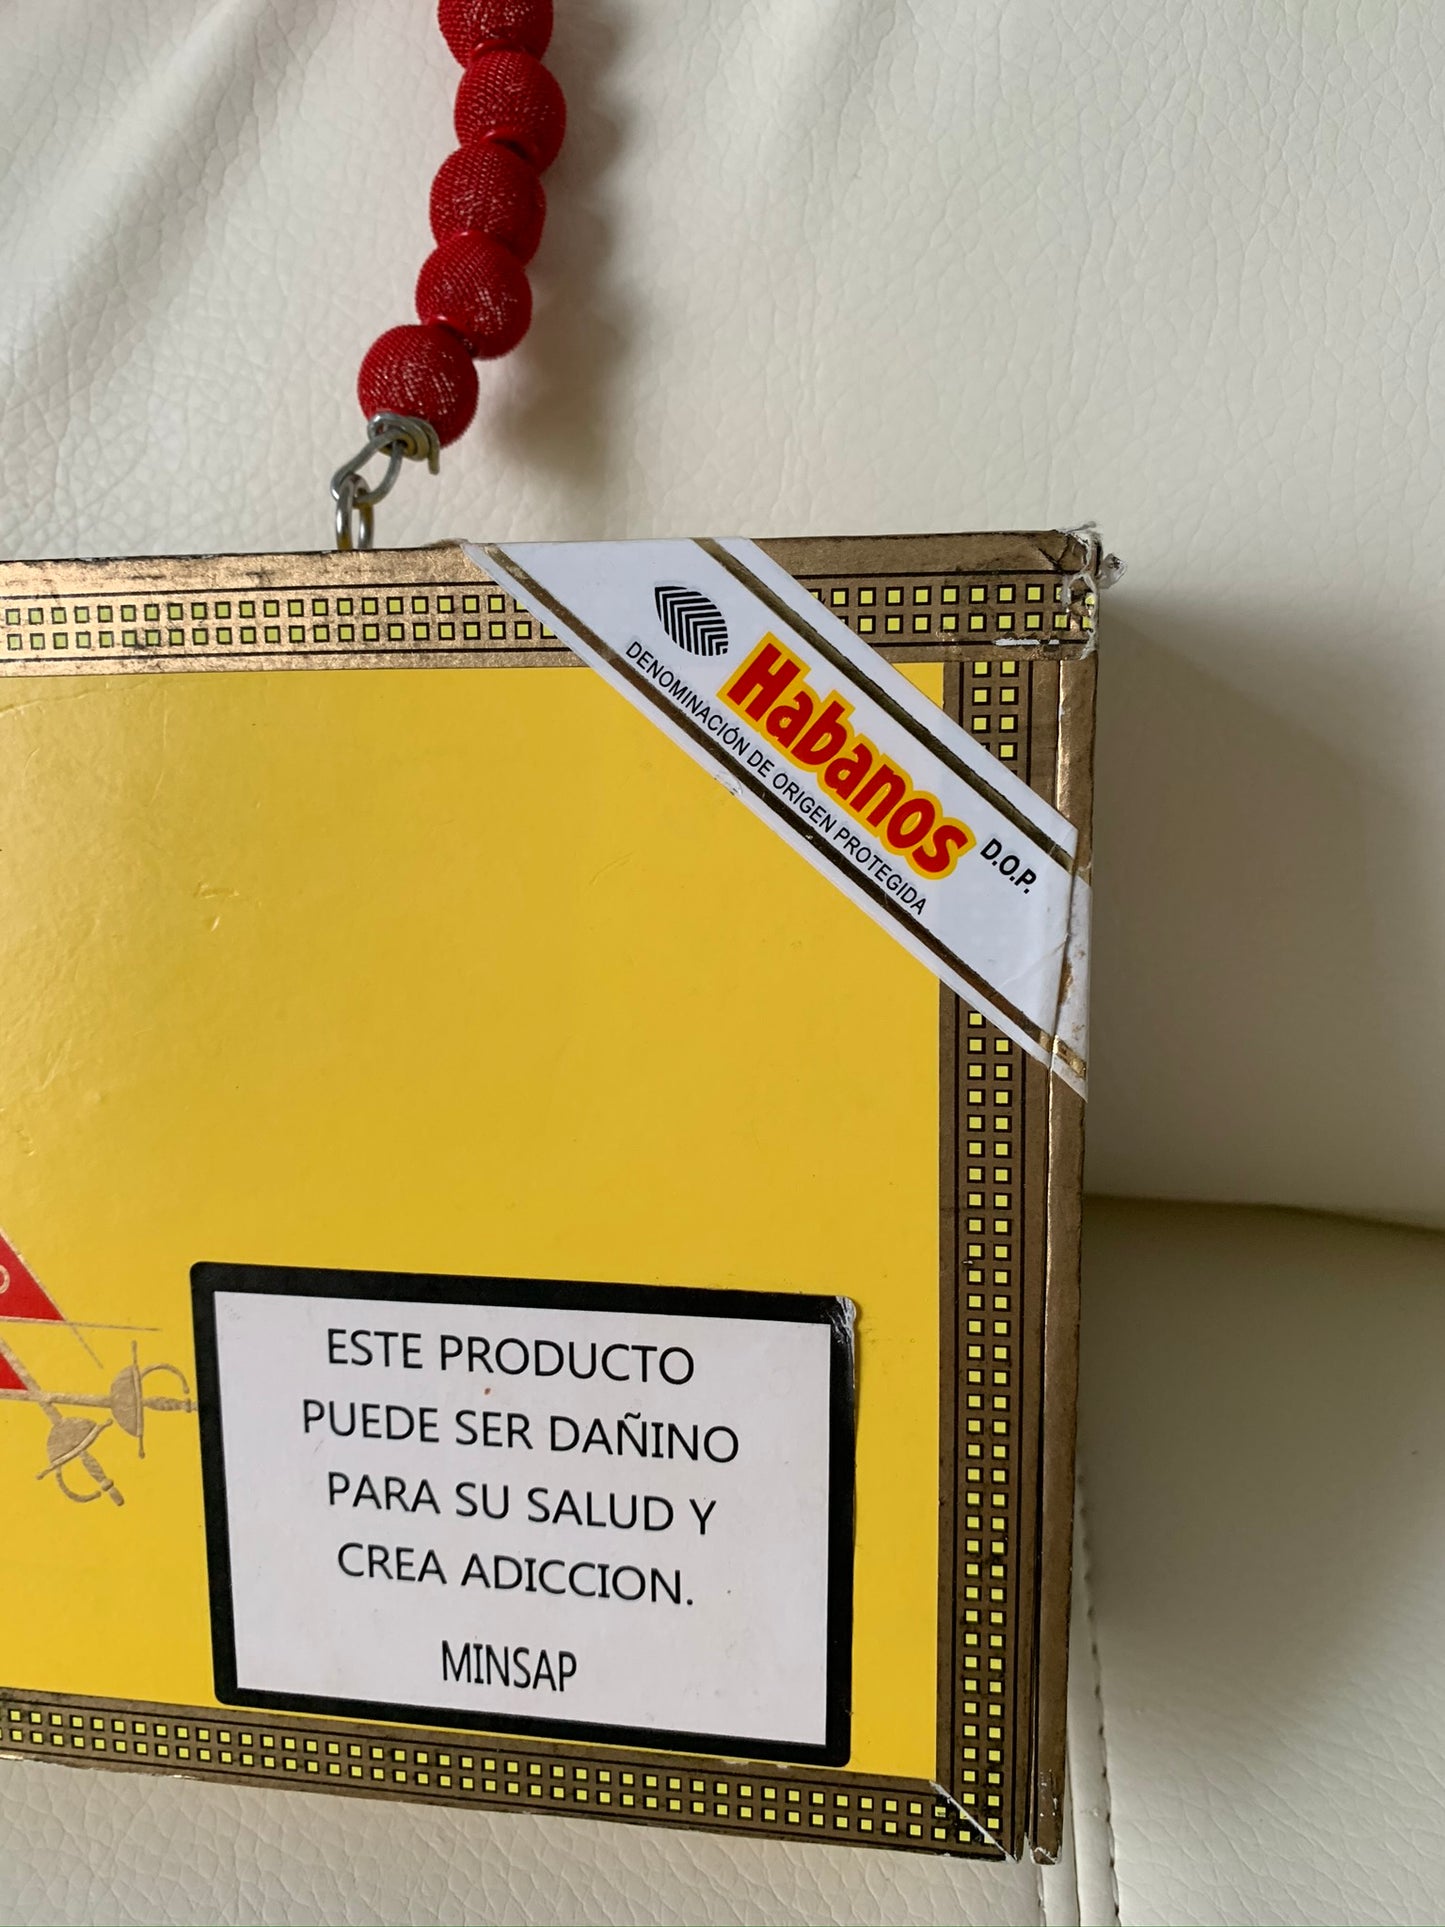 Habanos
D.O.P.
DENOMINACIÓN DE ORIGEN PROTEGIDA
ESTE PRODUCTO
PUEDE SER DAÑINO
PARA SU SALUD Y
CREA ADICCION.
MINSAP